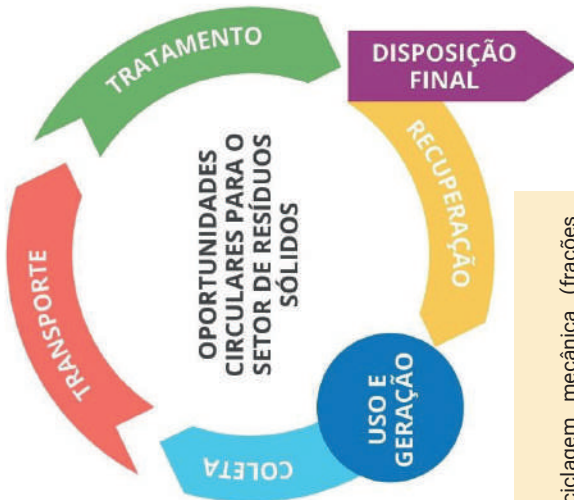 TRATAMENTO
DISPOSIÇÃO
FINAL
RECUPERAÇÃO
USO E
GERAÇÃO
COLETA
TRANSPORTE
OPORTUNIDADES
CIRCULARES PARA O
SETOR DE RESÍDUOS
SÓLIDOS
mecânica (frações